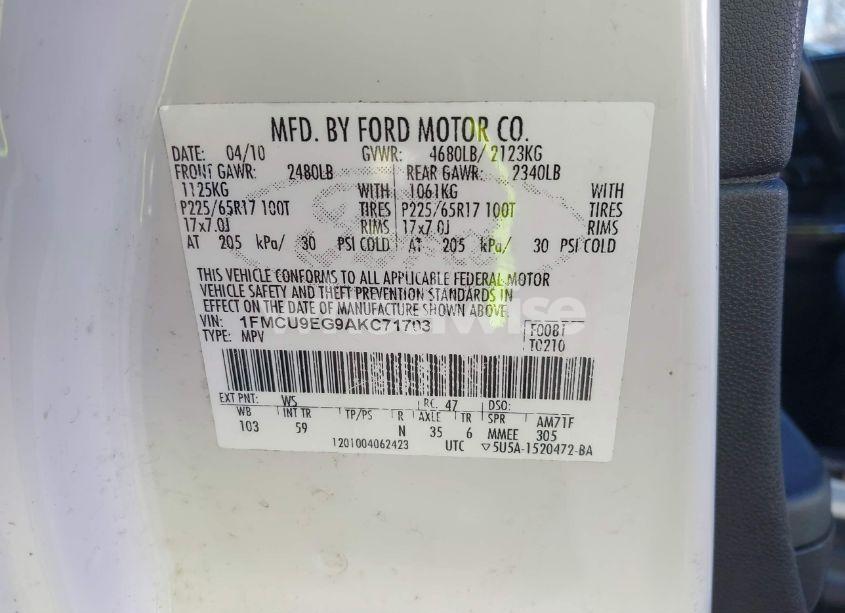 MFD. BY FORD MOTOR CO.
DATE: 04/10 GVWR: 4680LB/ 2123KG
FRONT GAWR: 2480LB REAR GAWR: 2340LB
1125KG WITH 1061KG WITH
P225/65R17 100T TIRES P225/65R17 100T TIRES
17x7.0J RIMS 17x7.0J RIMS
AT 205 kPa/ 30 PSI COLD AT 205 kPa/ 30 PSI COLD
THIS VEHICLE CONFORMS TO ALL APPLICABLE FEDERAL MOTOR
VEHICLE SAFETY AND THEFT PREVENTION STANDARDS IN
EFFECT ON THE DATE OF MANUFACTURE SHOWN ABOVE.
VIN: 1FMCU9EG9AKC71703
TYPE: MPV
F0081
T0210
EXT PNT: WS RC: 47 DSO:
WB INT TR TP/PS R AXLE TR SPR AM71F
103 59 N 35 6 MMEE 305
1201004062423 UTC ▽5U5A-1520472-BA